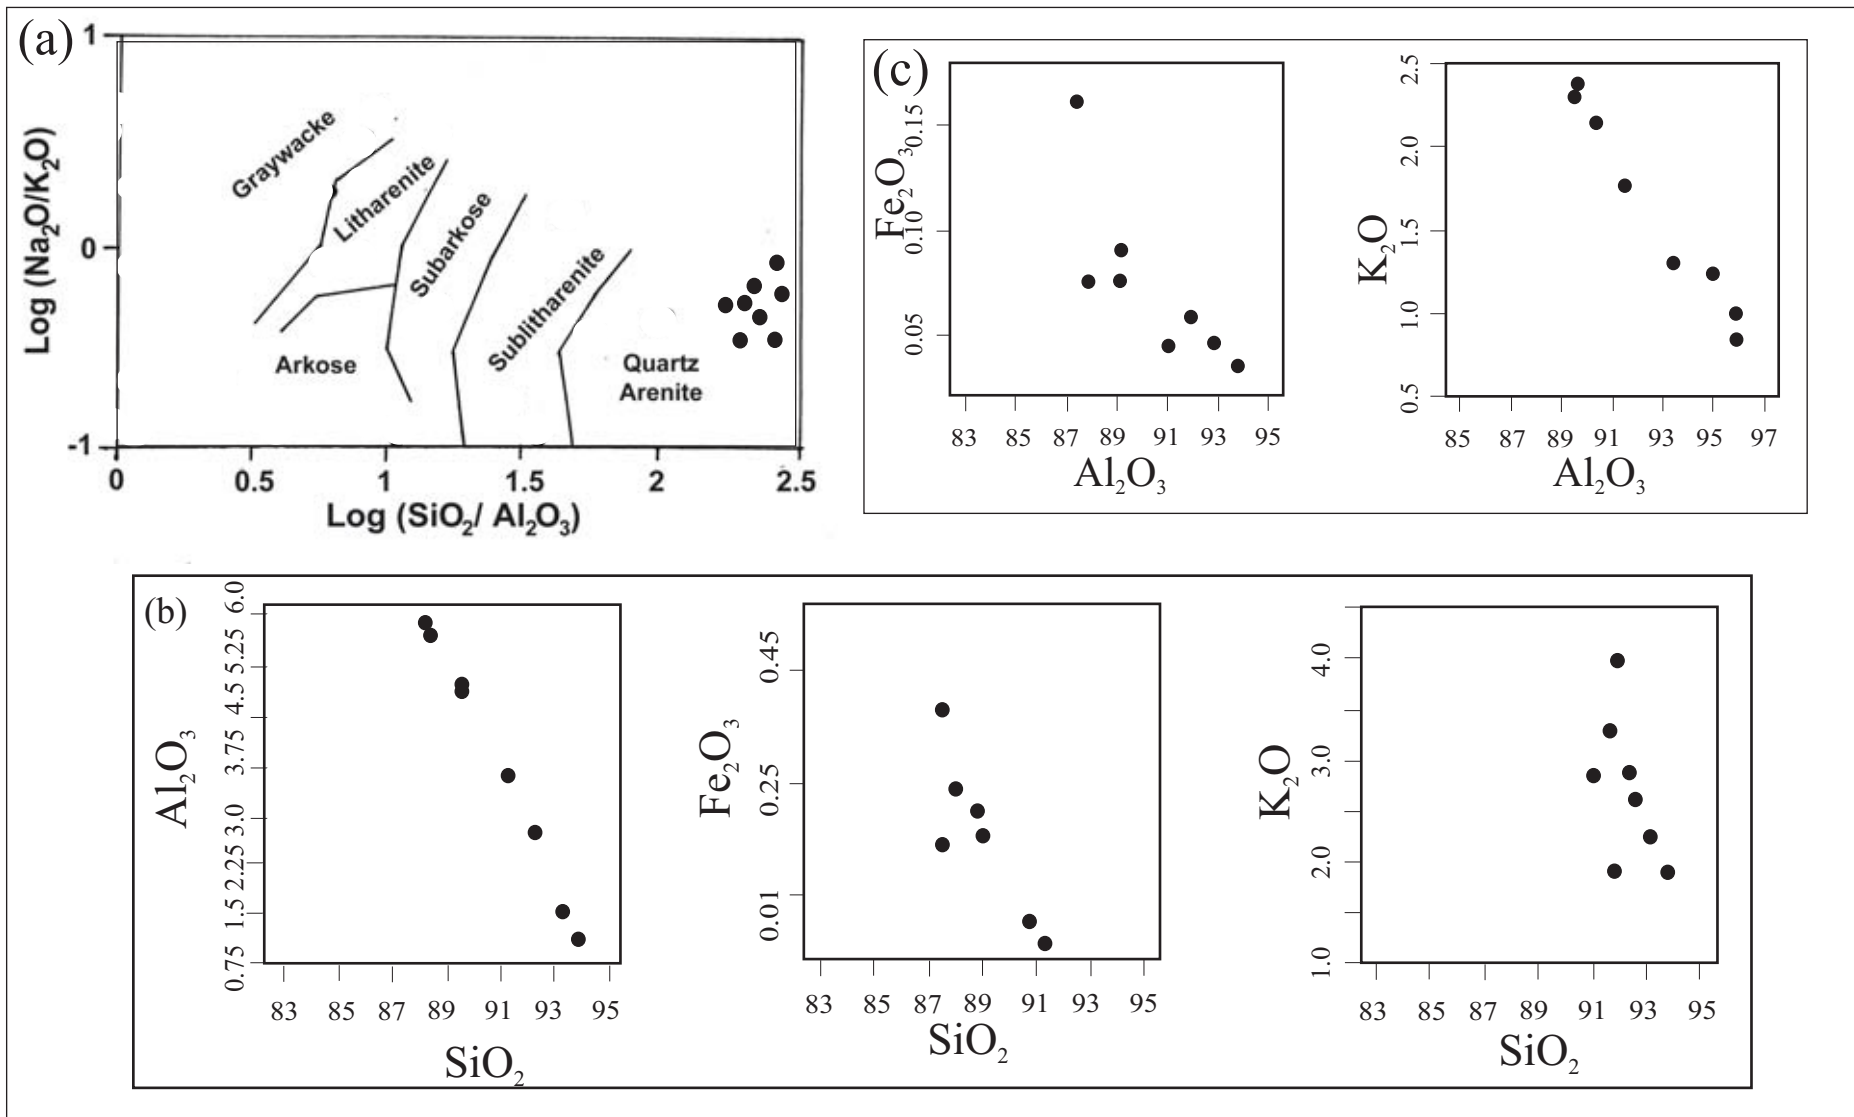 (a)
1
0
-1
Log (Na₂O/K₂O)
Graywacke
Litharenite
Subarkose
Sublitharenite
Arkose
Quartz
Arenite
0 0.5 1 1.5 2 2.5
Log (SiO₂/ Al₂O₃)
(c)
Fe₂O₃
0.15
0.10
0.05
83 85 87 89 91 93 95
Al₂O₃
K₂O
2.5
2.0
1.5
1.0
0.5
85 87 89 91 93 95 97
Al₂O₃
(b)
Al₂O₃
6.0
5.25
4.5
3.75
3.0
2.25
1.5
0.75
83 85 87 89 91 93 95
SiO₂
Fe₂O₃
0.45
0.25
0.01
83 85 87 89 91 93 95
SiO₂
K₂O
4.0
3.0
2.0
1.0
83 85 87 89 91 93 95
SiO₂